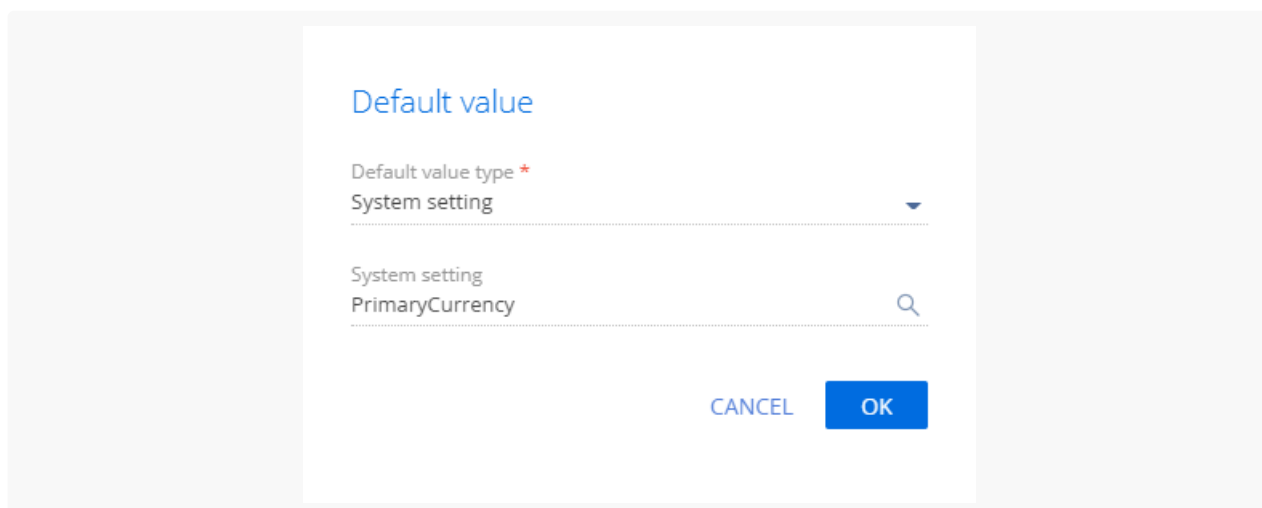 Default value
Default value type *
System setting
System setting
PrimaryCurrency
CANCEL OK